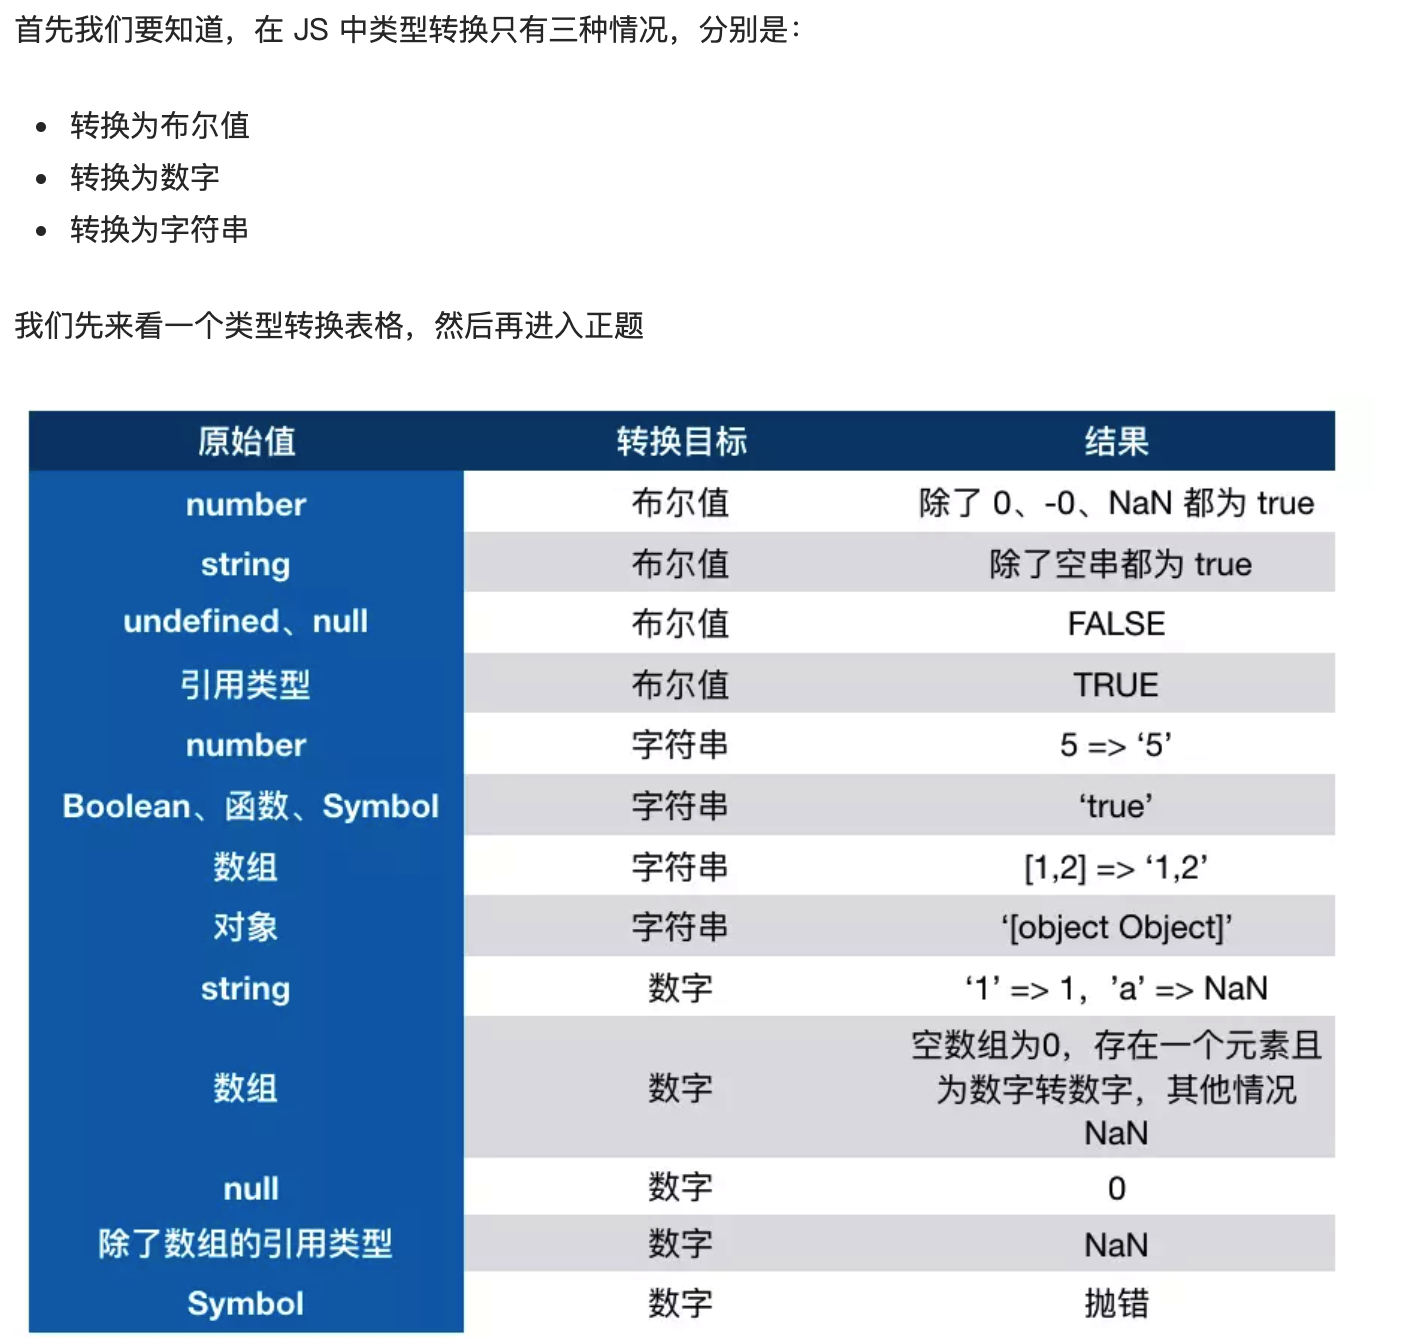 首先我们要知道，在 JS 中类型转换只有三种情况，分别是：
转换为布尔值
转换为数字
转换为字符串
我们先来看一个类型转换表格，然后再进入正题
原始值 转换目标 结果
number 布尔值 除了 0、-0、NaN 都为 true
string 布尔值 除了空串都为 true
undefined、null 布尔值 FALSE
引用类型 布尔值 TRUE
number 字符串 5 => ‘5’
Boolean、函数、Symbol 字符串 ‘true’
数组 字符串 [1,2] => ‘1,2’
对象 字符串 ‘[object Object]’
string 数字 ‘1’ => 1，’a’ => NaN
数组 数字 空数组为0，存在一个元素且
为数字转数字，其他情况
NaN
null 数字 0
除了数组的引用类型 数字 NaN
Symbol 数字 抛错